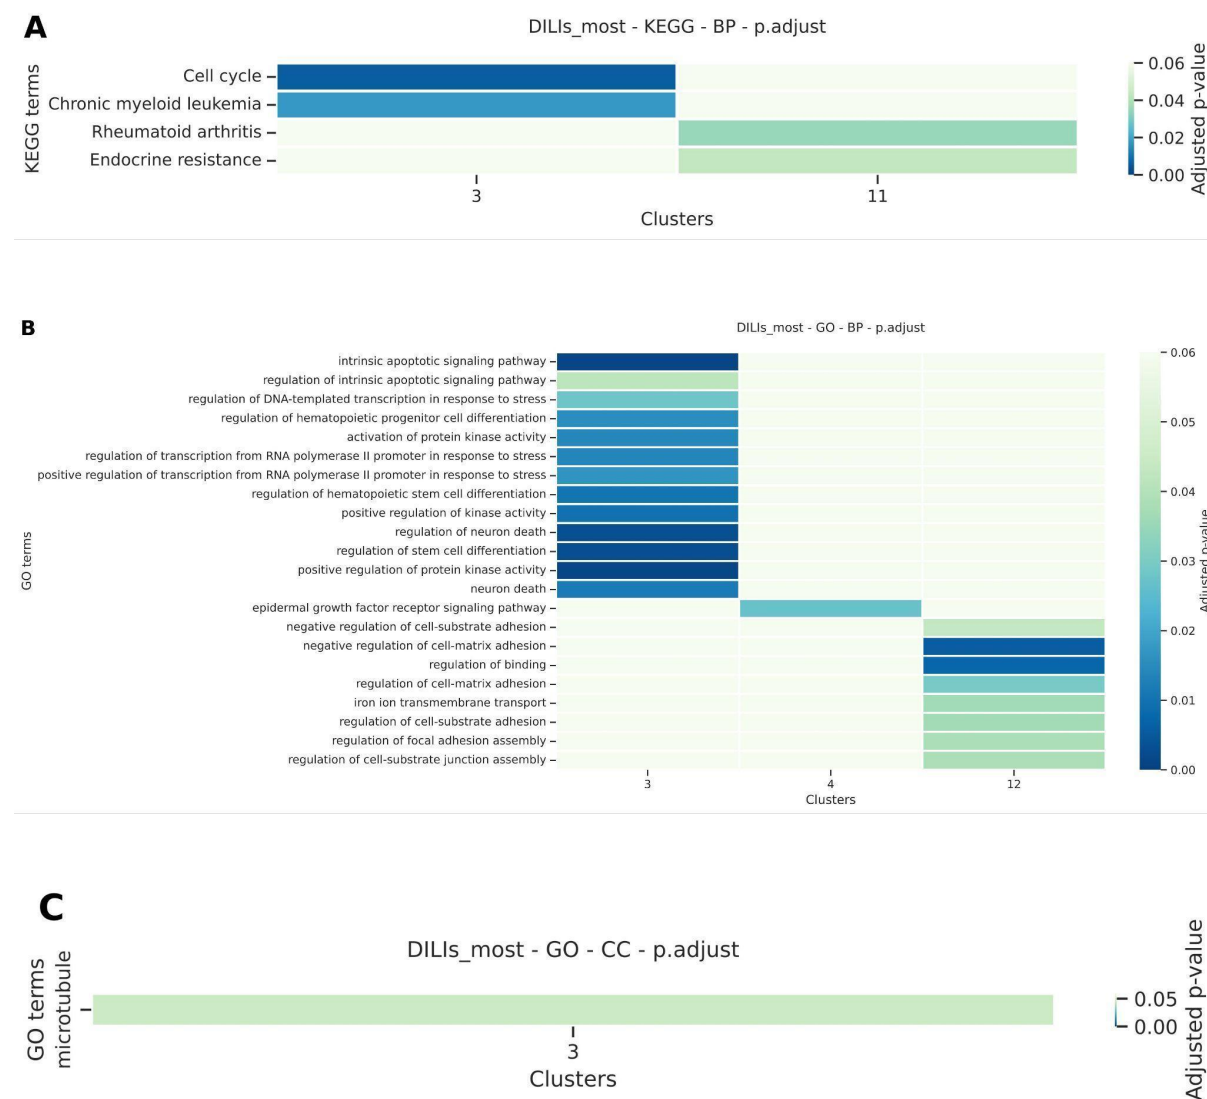 A
DILIs_most - KEGG - BP - p.adjust
KEGG terms
Cell cycle
Chronic myeloid leukemia
Rheumatoid arthritis
Endocrine resistance
3
11
Clusters
0.06
0.04
0.02
0.00
Adjusted p-value
B
DILIs_most - GO - BP - p.adjust
GO terms
intrinsic apoptotic signaling pathway
regulation of intrinsic apoptotic signaling pathway
regulation of DNA-templated transcription in response to stress
regulation of hematopoietic progenitor cell differentiation
activation of protein kinase activity
regulation of transcription from RNA polymerase II promoter in response to stress
positive regulation of transcription from RNA polymerase II promoter in response to stress
regulation of hematopoietic stem cell differentiation
positive regulation of kinase activity
regulation of neuron death
regulation of stem cell differentiation
positive regulation of protein kinase activity
neuron death
epidermal growth factor receptor signaling pathway
negative regulation of cell-substrate adhesion
negative regulation of cell-matrix adhesion
regulation of binding
regulation of cell-matrix adhesion
iron ion transmembrane transport
regulation of cell-substrate adhesion
regulation of focal adhesion assembly
regulation of cell-substrate junction assembly
3
4
12
Clusters
0.06
0.05
0.04
0.03
0.02
0.01
0.00
Adjusted p-value
C
DILIs_most - GO - CC - p.adjust
GO terms
microtubule
3
Clusters
0.05
0.00
Adjusted p-value